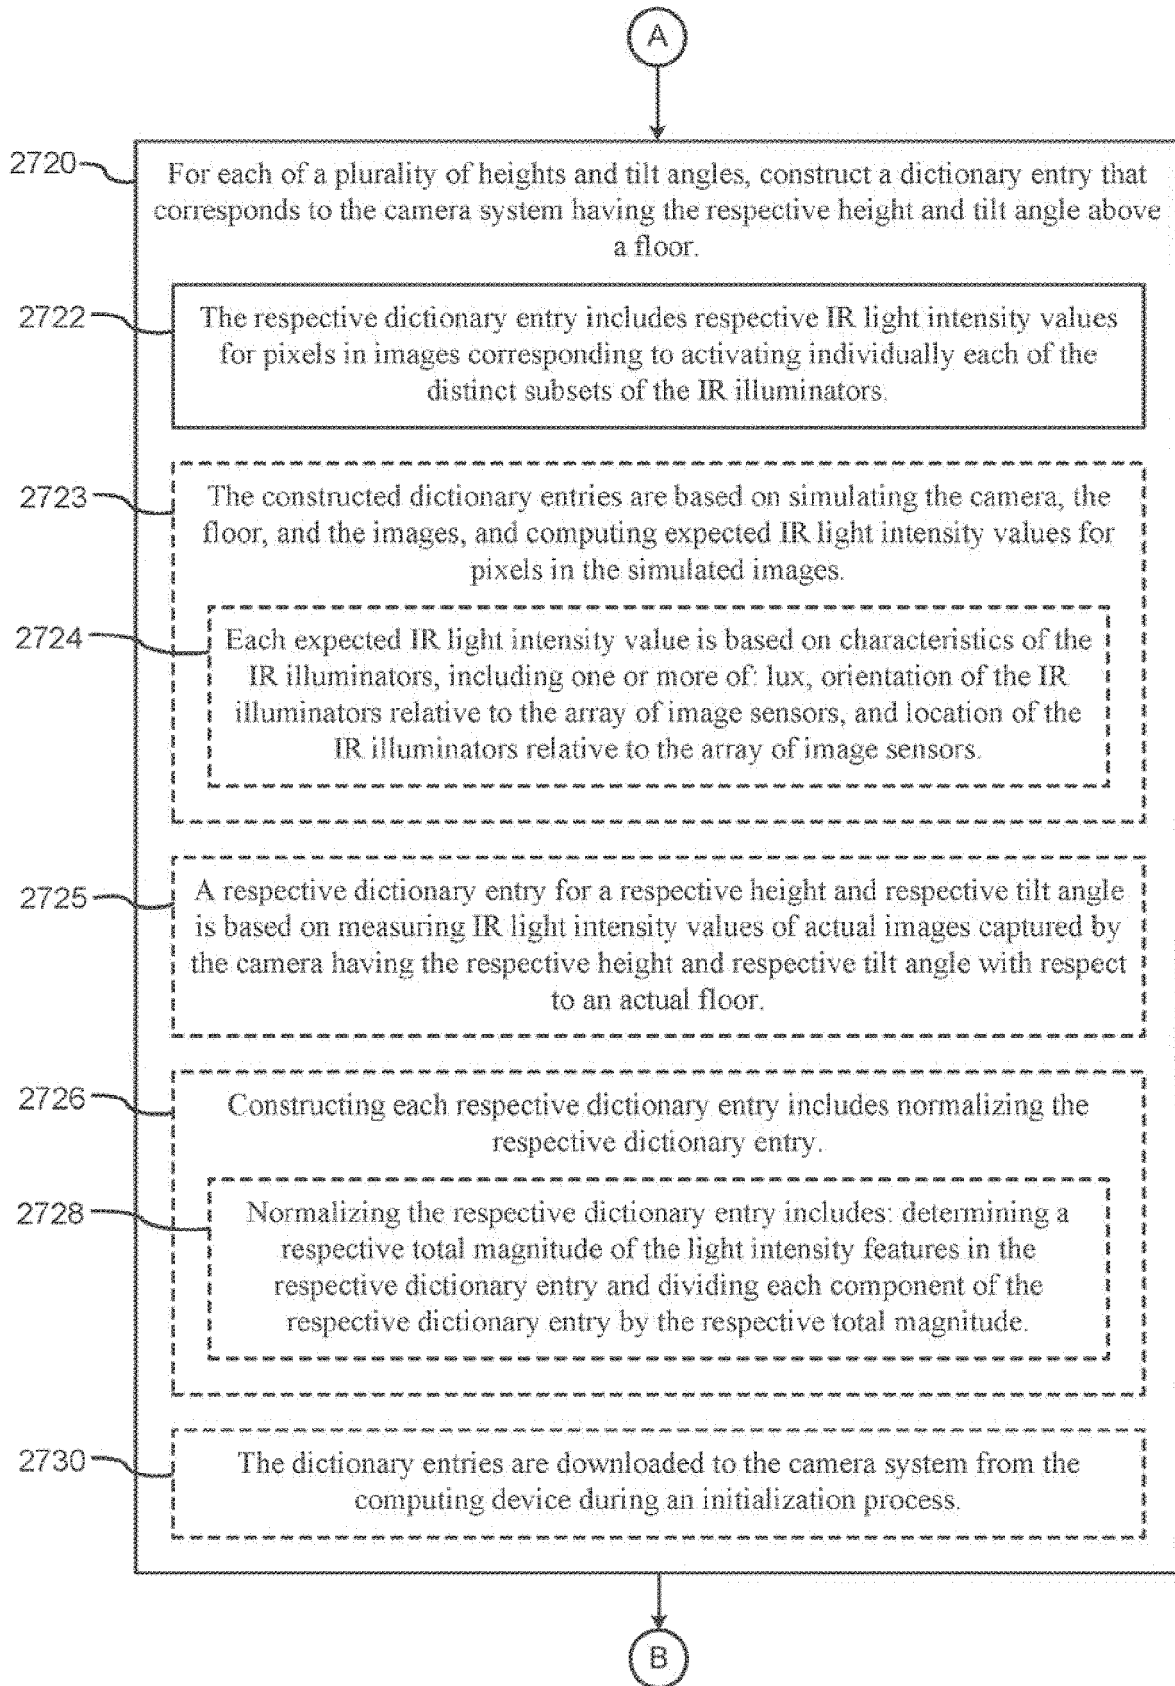 A
2720
For each of a plurality of heights and tilt angles, construct a dictionary entry that
corresponds to the camera system having the respective height and tilt angle above
a floor.
2722
The respective dictionary entry includes respective IR light intensity values
for pixels in images corresponding to activating individually each of the
distinct subsets of the IR illuminators.
2723
The constructed dictionary entries are based on simulating the camera, the
floor, and the images, and computing expected IR light intensity values for
pixels in the simulated images.
2724
Each expected IR light intensity value is based on characteristics of the
IR illuminators, including one or more of: lux, orientation of the IR
illuminators relative to the array of image sensors, and location of the
IR illuminators relative to the array of image sensors.
2725
A respective dictionary entry for a respective height and respective tilt angle
is based on measuring IR light intensity values of actual images captured by
the camera having the respective height and respective tilt angle with respect
to an actual floor.
2726
Constructing each respective dictionary entry includes normalizing the
respective dictionary entry.
2728
Normalizing the respective dictionary entry includes: determining a
respective total magnitude of the light intensity features in the
respective dictionary entry and dividing each component of the
respective dictionary entry by the respective total magnitude.
2730
The dictionary entries are downloaded to the camera system from the
computing device during an initialization process.
B